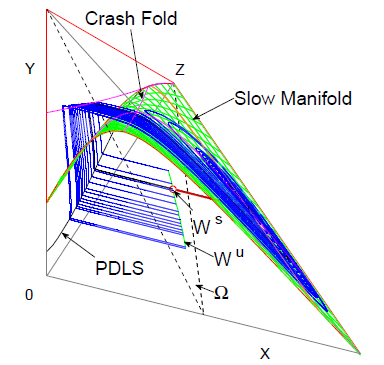 Crash Fold
Y
Z
Slow Manifold
W s
W u
PDLS
Ω
0
X